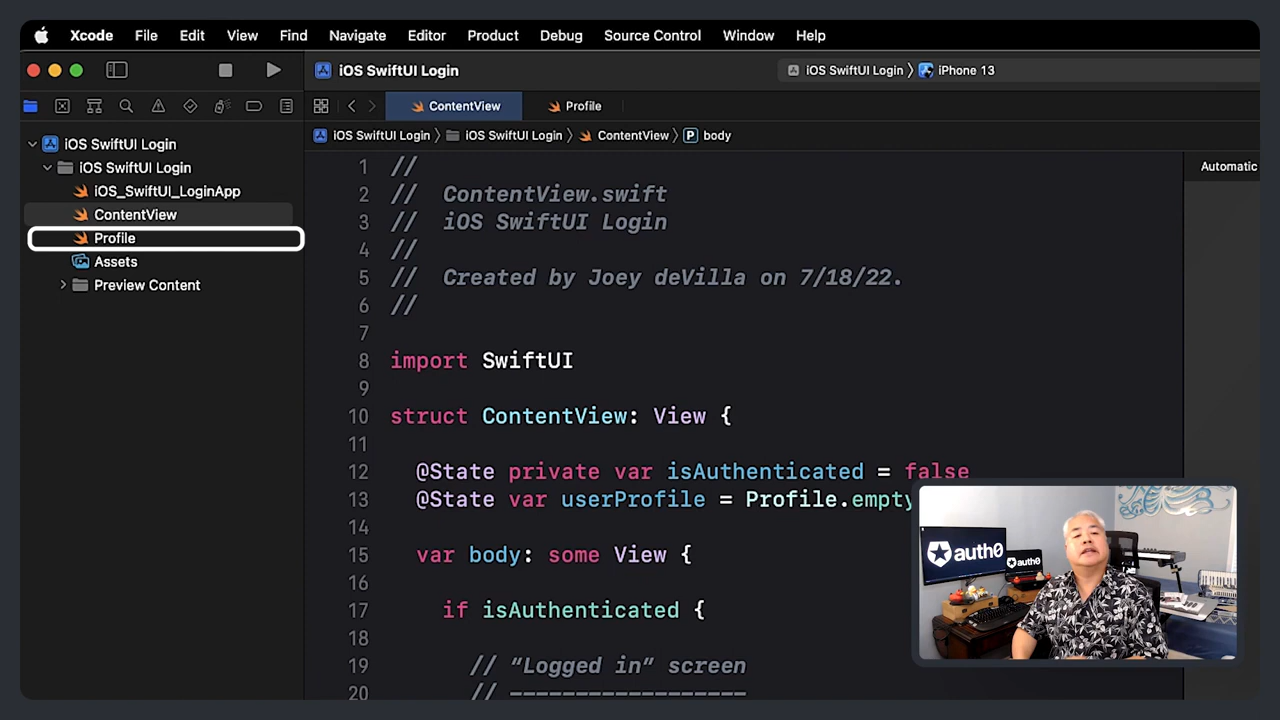 Xcode File Edit View Find Navigate Editor Product Debug Source Control Window Help
iOS SwiftUI Login
iOS SwiftUI Login 〉 iPhone 13
ContentView
Profile
iOS SwiftUI Login 〉 iOS SwiftUI Login 〉 ContentView 〉 P body
iOS SwiftUI Login
iOS SwiftUI Login
iOS_SwiftUI_LoginApp
ContentView
Profile
Assets
Preview Content
1 //
2 // ContentView.swift
3 // iOS SwiftUI Login
4 //
5 // Created by Joey deVilla on 7/18/22.
6 //
7
8 import SwiftUI
9
10 struct ContentView: View {
11
12 @State private var isAuthenticated = false
13 @State var userProfile = Profile.empty
14
15 var body: some View {
16
17 if isAuthenticated {
18
19 // “Logged in” screen
20 // ------------------
Automatic
auth0
auth0